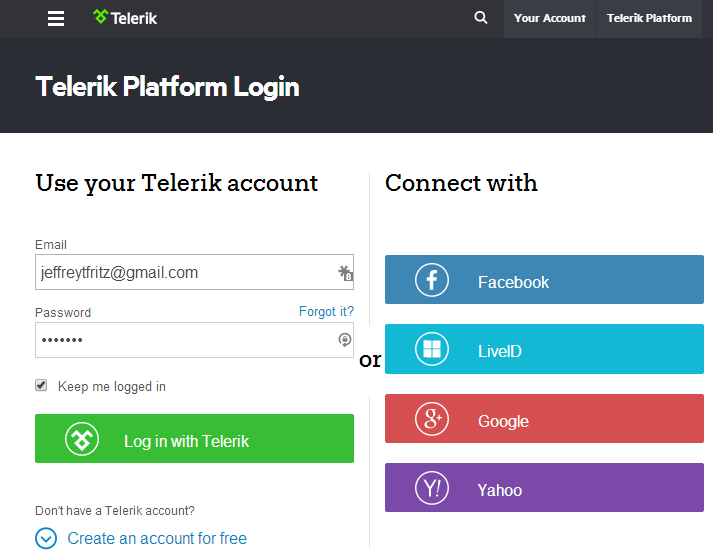 Telerik
Your Account
Telerik Platform
Telerik Platform Login
Use your Telerik account
Email
jeffreytfritz@gmail.com
6
Password
Forgot it?
•••••••
Keep me logged in
Log in with Telerik
Don't have a Telerik account?
Create an account for free
or
Connect with
f
Facebook
LiveID
g+
Google
Y!
Yahoo